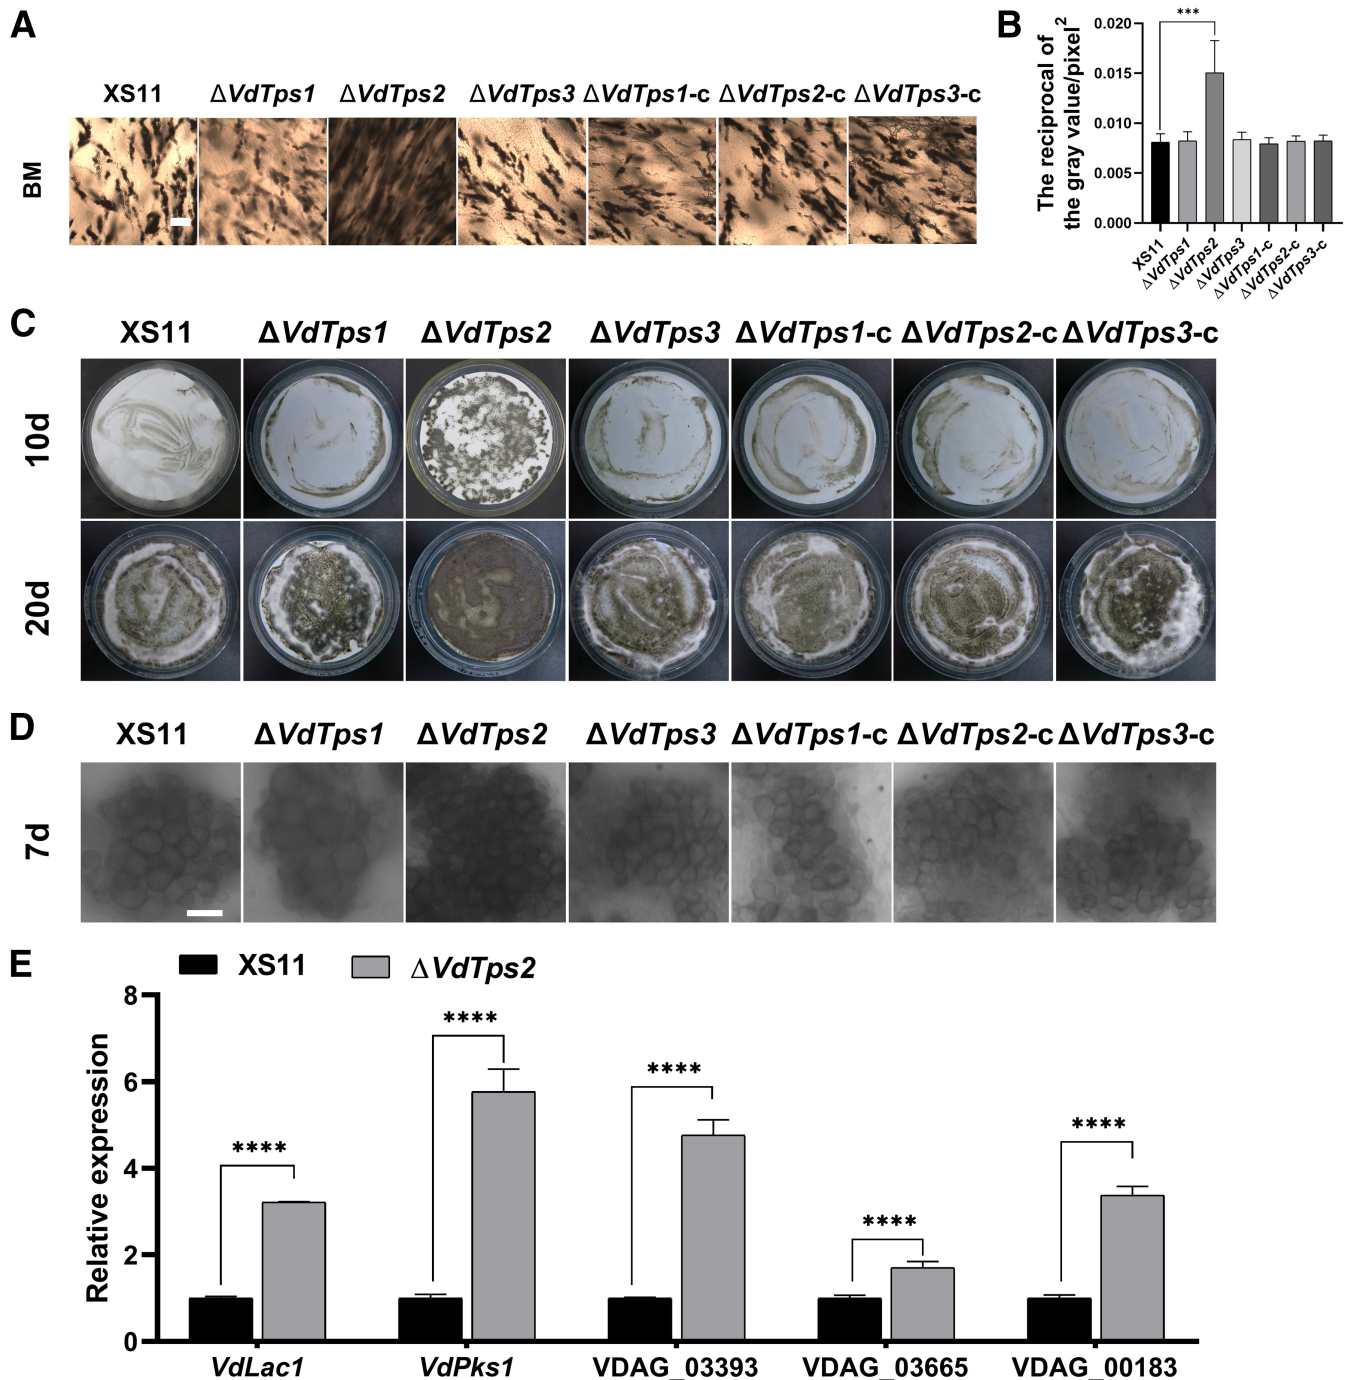 A
XS11 ΔVdTps1 ΔVdTps2 ΔVdTps3 ΔVdTps1-c ΔVdTps2-c ΔVdTps3-c
BM
B
The reciprocal of
the gray value/pixel2
0.020
0.015
0.010
0.005
0.000
***
XS11 ΔVdTps1 ΔVdTps2 ΔVdTps3 ΔVdTps1-c ΔVdTps2-c ΔVdTps3-c
C
XS11 ΔVdTps1 ΔVdTps2 ΔVdTps3 ΔVdTps1-c ΔVdTps2-c ΔVdTps3-c
10d
20d
D
XS11 ΔVdTps1 ΔVdTps2 ΔVdTps3 ΔVdTps1-c ΔVdTps2-c ΔVdTps3-c
7d
E
XS11 ΔVdTps2
Relative expression
8
6
4
2
0
**** **** **** **** ****
VdLac1 VdPks1 VDAG_03393 VDAG_03665 VDAG_00183